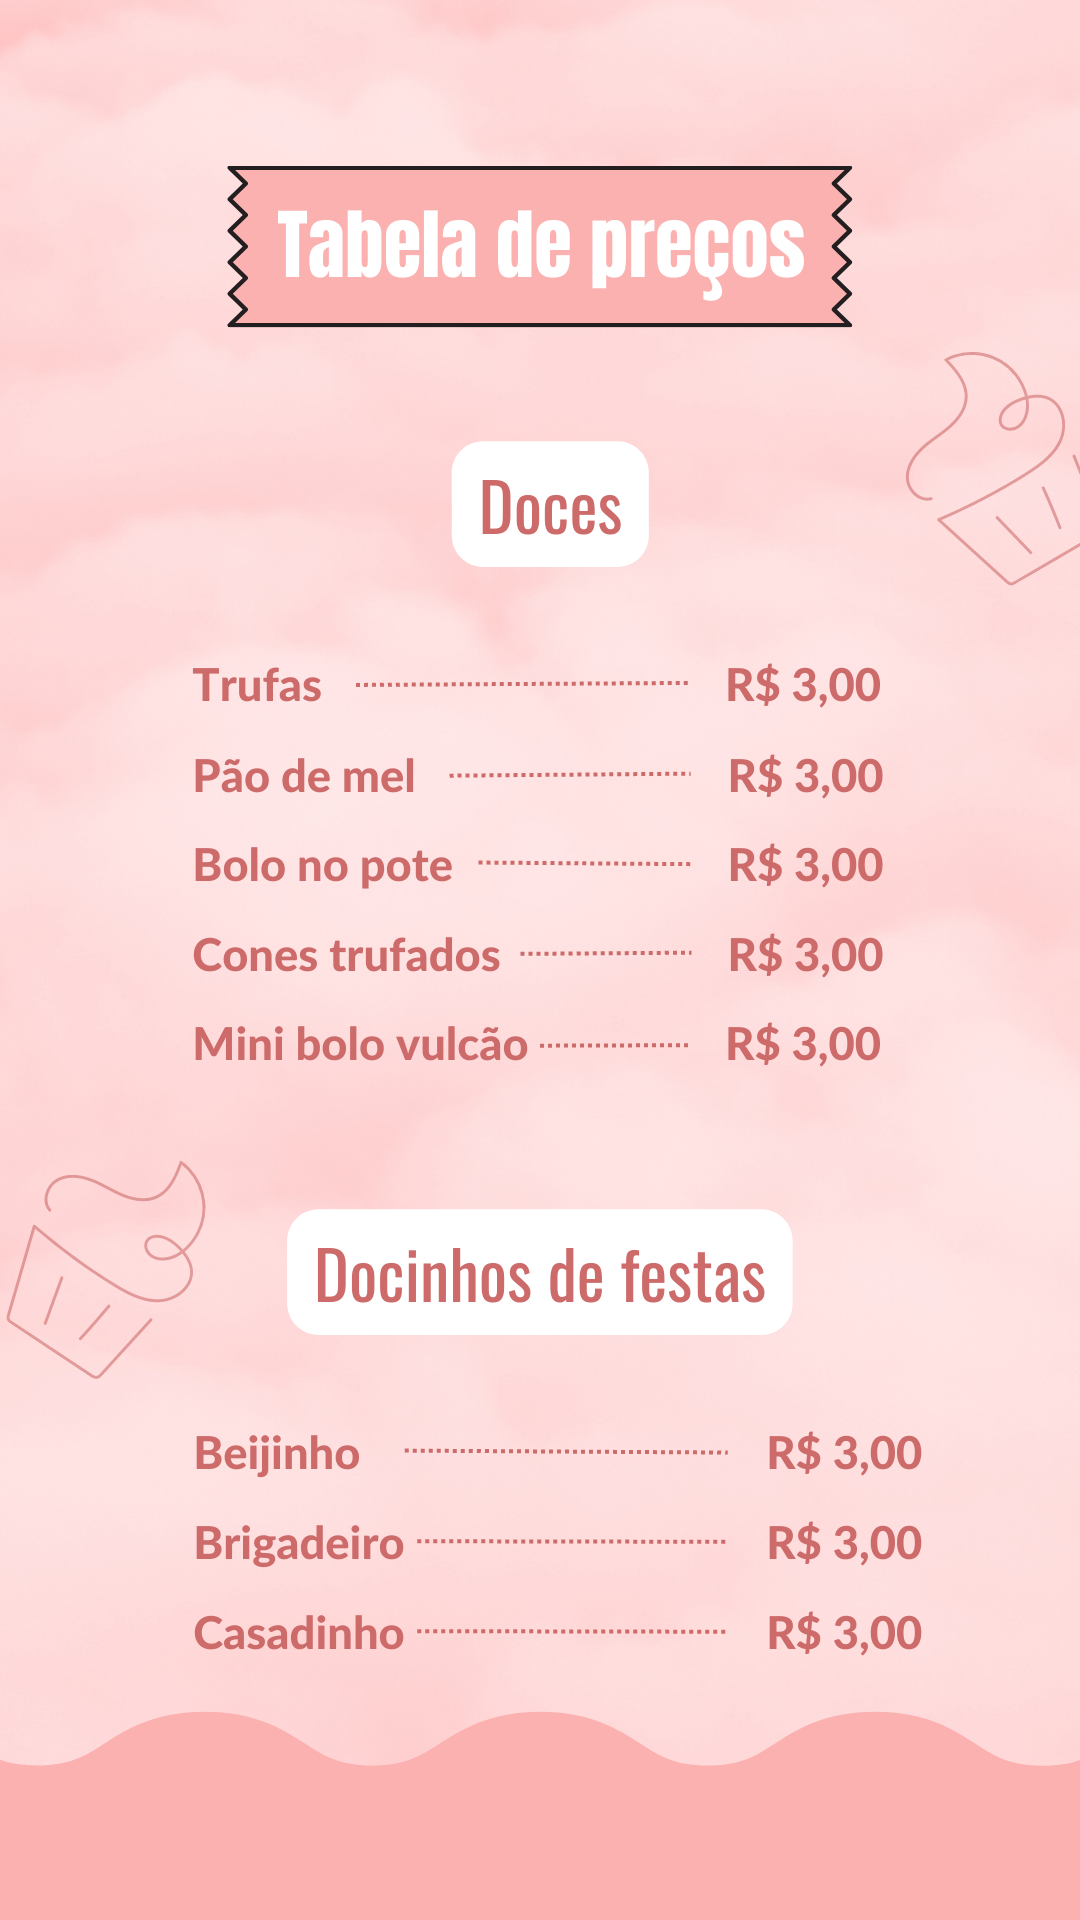 Tabela de preços
Doces
Trufas R$ 3,00
Pão de mel R$ 3,00
Bolo no pote R$ 3,00
Cones trufados R$ 3,00
Mini bolo vulcão R$ 3,00
Docinhos de festas
Beijinho R$ 3,00
Brigadeiro R$ 3,00
Casadinho R$ 3,00